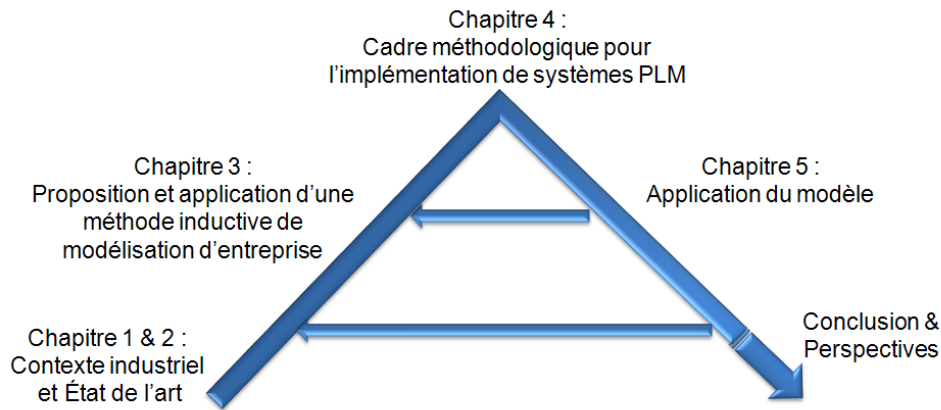 Chapitre 4 :
Cadre méthodologique pour
l’implémentation de systèmes PLM
Chapitre 3 :
Proposition et application d’une
méthode inductive de
modélisation d’entreprise
Chapitre 5 :
Application du modèle
Chapitre 1 & 2 :
Contexte industriel
et État de l’art
Conclusion &
Perspectives